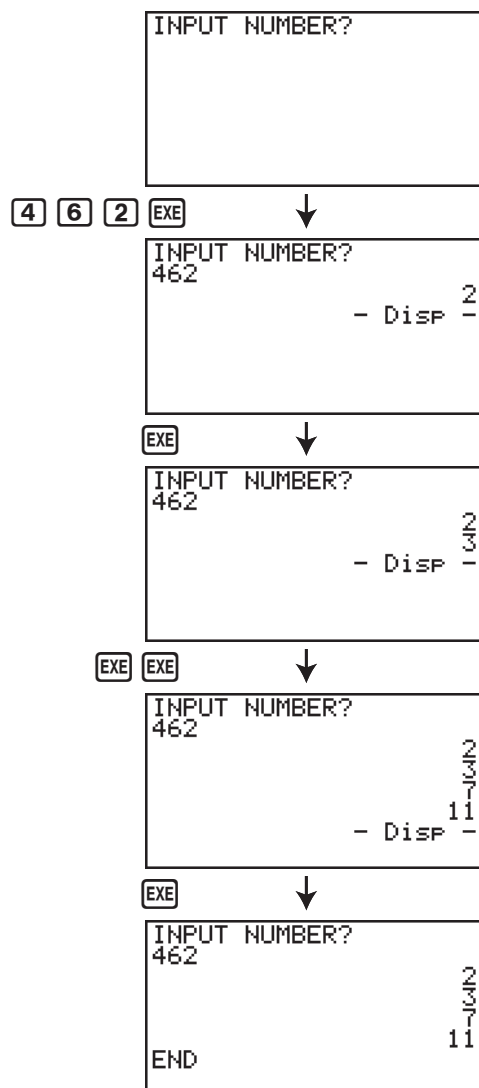 INPUT NUMBER?
4 6 2 EXE
INPUT NUMBER?
462
2
- Disp -
EXE
INPUT NUMBER?
462
2
3
- Disp -
EXE EXE
INPUT NUMBER?
462
2
3
7
11
- Disp -
EXE
INPUT NUMBER?
462
2
3
7
11
END